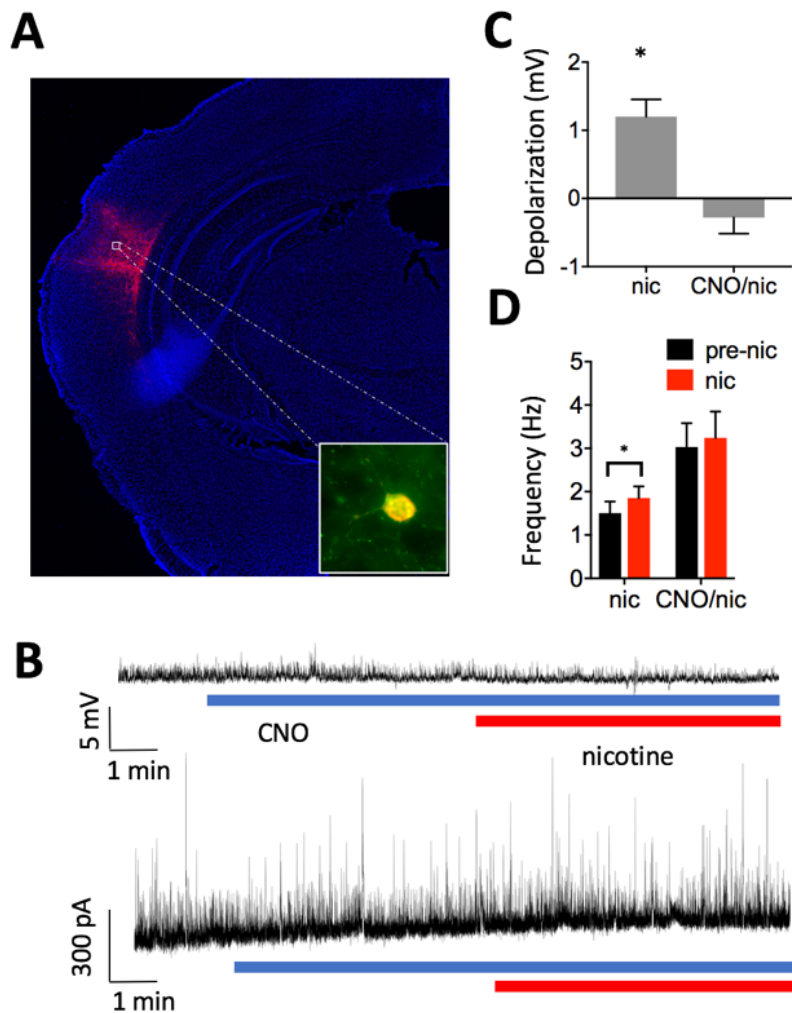 A
C
*
Depolarization (mV)
2
1
0
-1
nic
CNO/nic
D
pre-nic
nic
Frequency (Hz)
5
4
3
2
1
0
*
nic
CNO/nic
B
5 mV
1 min
CNO
nicotine
300 pA
1 min